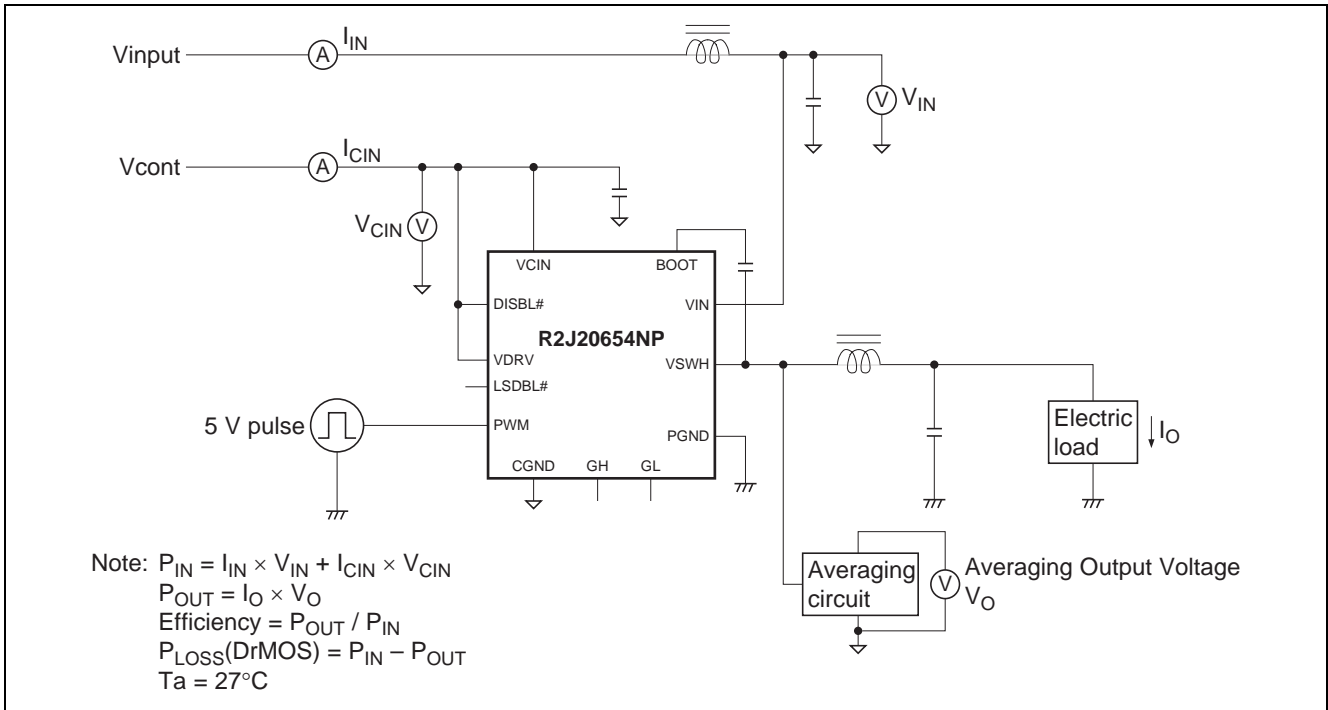 Vinput
A
I_IN
V
V_IN
Vcont
A
I_CIN
V_CIN
V
VCIN
BOOT
DISBL#
VIN
R2J20654NP
VDRV
VSWH
LSDBL#
5 V pulse
PWM
PGND
CGND
GH
GL
Electric
load
I_O
Averaging
circuit
V
Averaging Output Voltage
V_O
Note: P_IN = I_IN × V_IN + I_CIN × V_CIN
P_OUT = I_O × V_O
Efficiency = P_OUT / P_IN
P_LOSS(DrMOS) = P_IN – P_OUT
Ta = 27°C